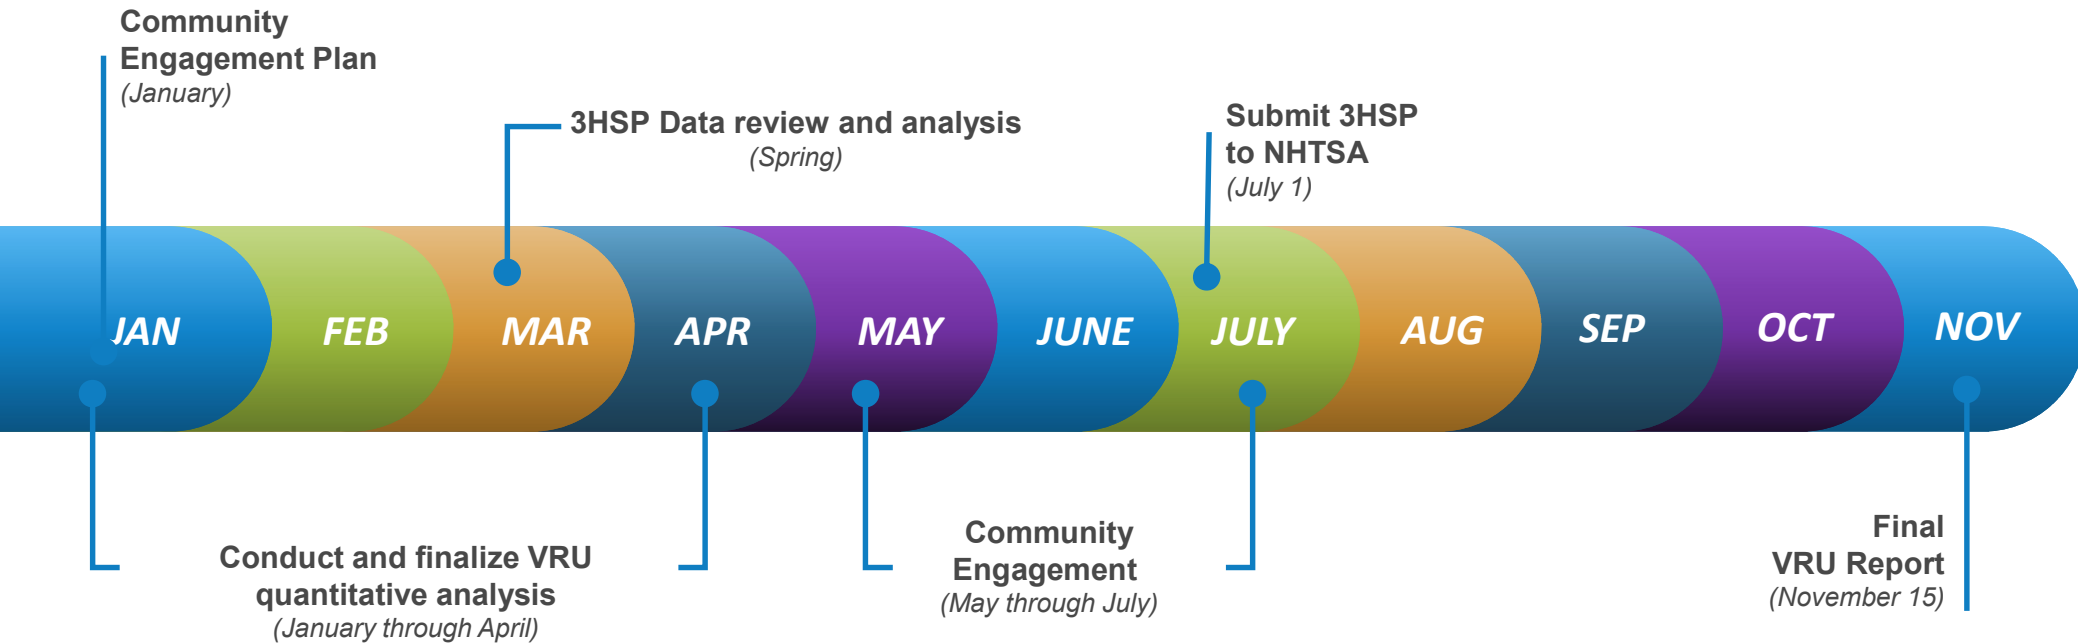 Community
Engagement Plan
(January)
3HSP Data review and analysis
(Spring)
Submit 3HSP
to NHTSA
(July 1)
JAN
FEB
MAR
APR
MAY
JUNE
JULY
AUG
SEP
OCT
NOV
Conduct and finalize VRU
quantitative analysis
(January through April)
Community
Engagement
(May through July)
Final
VRU Report
(November 15)